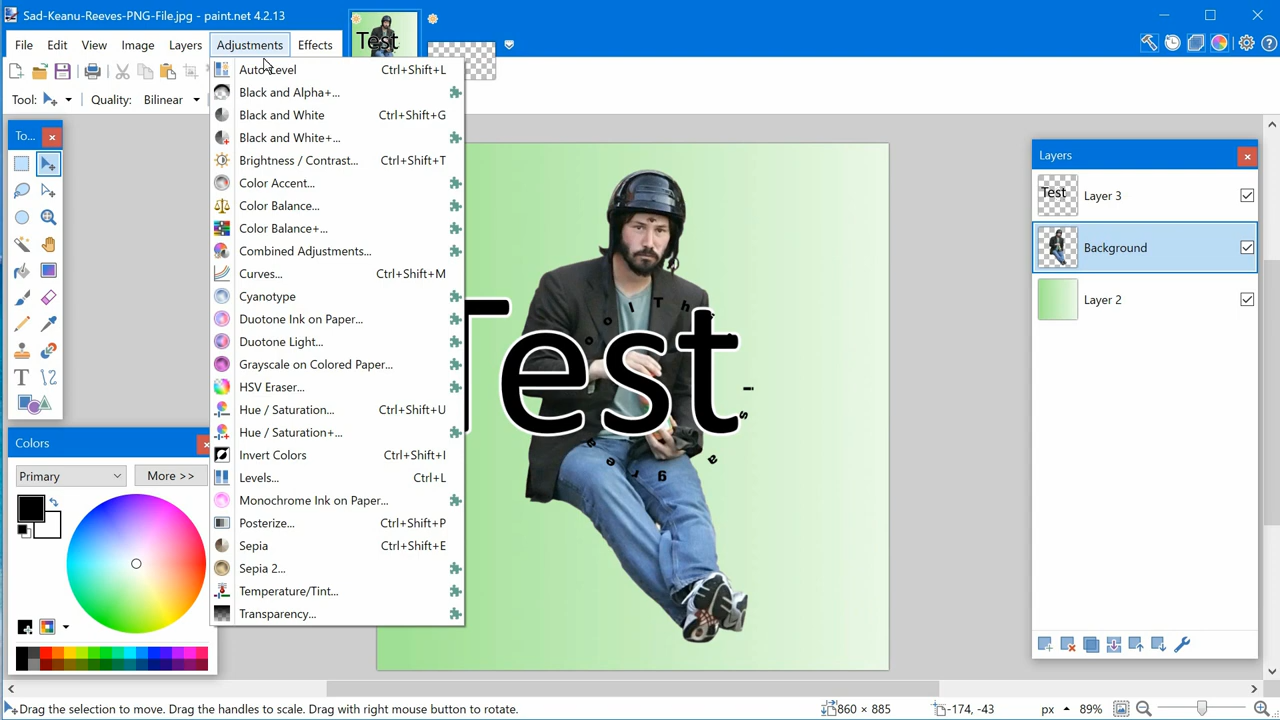 Sad-Keanu-Reeves-PNG-File.jpg - paint.net 4.2.13
File Edit View Image Layers Adjustments Effects
Tool: Quality: Bilinear
Auto-Level Ctrl+Shift+L
Black and Alpha+...
Black and White Ctrl+Shift+G
Black and White+...
Brightness / Contrast... Ctrl+Shift+T
Color Accent...
Color Balance...
Color Balance+...
Combined Adjustments...
Curves... Ctrl+Shift+M
Cyanotype
Duotone Ink on Paper...
Duotone Light...
Grayscale on Colored Paper...
HSV Eraser...
Hue / Saturation... Ctrl+Shift+U
Hue / Saturation+...
Invert Colors Ctrl+Shift+I
Levels... Ctrl+L
Monochrome Ink on Paper...
Posterize... Ctrl+Shift+P
Sepia Ctrl+Shift+E
Sepia 2...
Temperature/Tint...
Transparency...
To...
Colors
Primary More >>
Test
Test
Layers
Test Layer 3
Background
Layer 2
Drag the selection to move. Drag the handles to scale. Drag with right mouse button to rotate. 860 × 885 -174, -43 px 89%